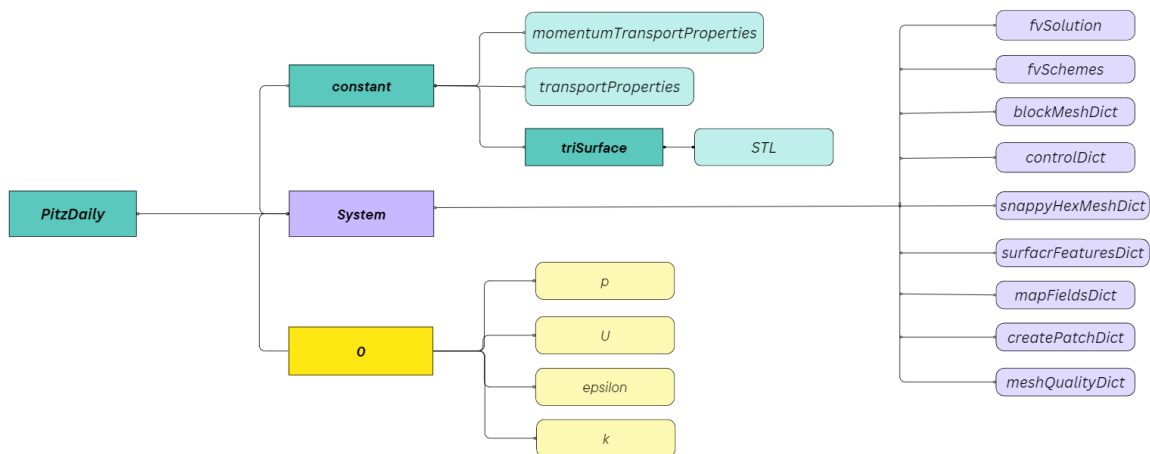 PitzDaily
constant
momentumTransportProperties
transportProperties
triSurface
STL
System
fvSolution
fvSchemes
blockMeshDict
controlDict
snappyHexMeshDict
surfacrFeaturesDict
mapFieldsDict
createPatchDict
meshQualityDict
0
p
U
epsilon
k